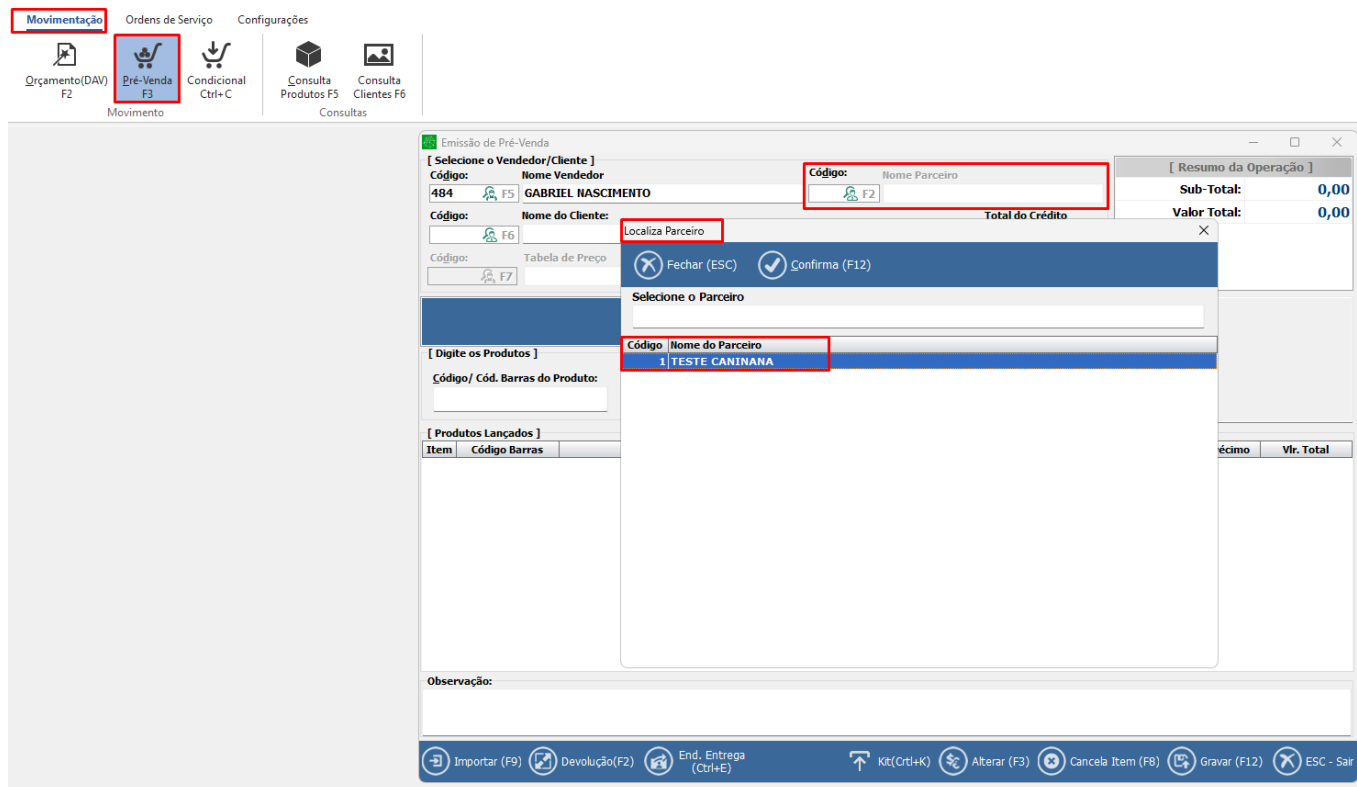 Movimentação Ordens de Serviço Configurações
Orçamento(DAV) F2
Pré-Venda F3
Condicional Ctrl+C
Consulta Produtos F5
Consulta Clientes F6
Movimento Consultas
Emissão de Pré-Venda
[ Selecione o Vendedor/Cliente ]
Código: Nome Vendedor Código: Nome Parceiro
484 F5 GABRIEL NASCIMENTO F2
[ Resumo da Operação ]
Sub-Total: 0,00
Valor Total: 0,00
Código: Nome do Cliente: Total do Crédito
F6
Código: Tabela de Preço
F7
Localiza Parceiro
Fechar (ESC) Confirma (F12)
Selecione o Parceiro
Código Nome do Parceiro
1 TESTE CANINANA
[ Digite os Produtos ]
Código/ Cód. Barras do Produto:
[ Produtos Lançados ]
Item Código Barras écimo Vlr. Total
Observação:
Importar (F9) Devolução(F2) End. Entrega (Ctrl+E) Kit(Crtl+K) Alterar (F3) Cancela Item (F8) Gravar (F12) ESC - Sair